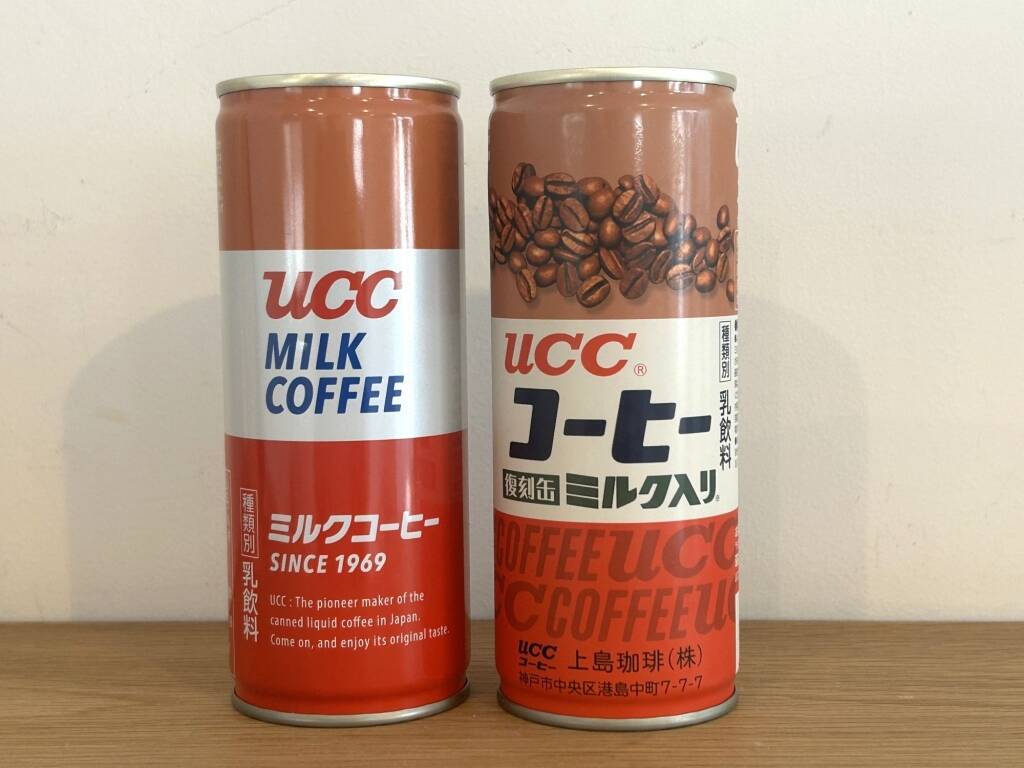 UCC
MILK
COFFEE
種類別 乳飲料
ミルクコーヒー
SINCE 1969
UCC : The pioneer maker of the
canned liquid coffee in Japan.
Come on, and enjoy its original taste.
UCC®
コーヒー
復刻缶 ミルク入り
種類別 乳飲料
COFFEE UCC
COFFEE UC
UCC コーヒー 上島珈琲(株)
神戸市中央区港島中町7-7-7